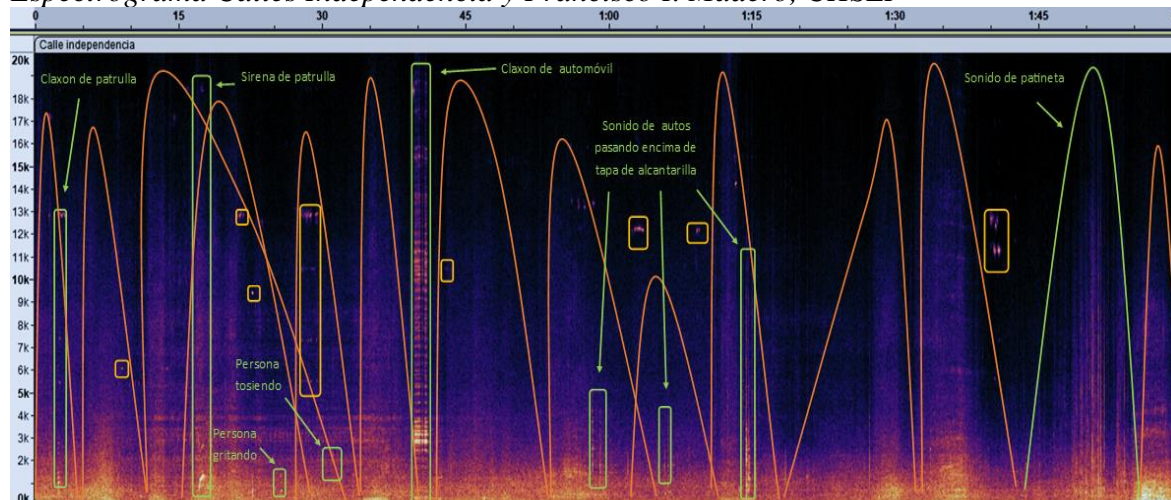 Espectrograma Calles Independencia y Francisco I. Madero, CHSLP
0 15 30 1:00 1:15 1:30 1:45
Calle independencia
20k
18k
17k
16k
15k
14k
13k
12k
11k
10k
9k
8k
7k
6k
5k
4k
3k
2k
0k
Claxon de patrulla
Sirena de patrulla
Claxon de automóvil
Sonido de patineta
Sonido de autos
pasando encima de
tapa de alcantarilla
Persona
tosiendo
Persona
gritando